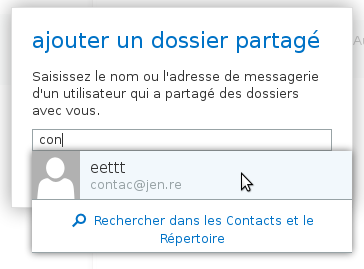 ajouter un dossier partagé
Saisissez le nom ou l'adresse de messagerie
d'un utilisateur qui a partagé des dossiers
avec vous.
con
eettt
contac@jen.re
Rechercher dans les Contacts et le
Répertoire